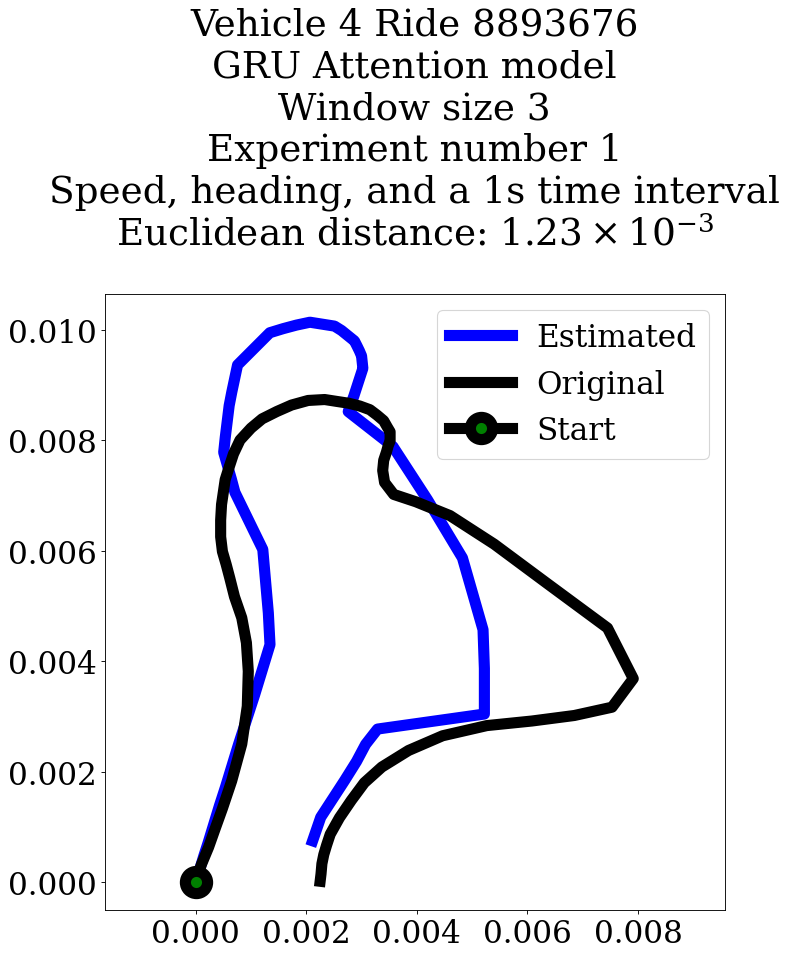 Vehicle 4 Ride 8893676
GRU Attention model
Window size 3
Experiment number 1
Speed, heading, and a 1s time interval
Euclidean distance: 1.23 × 10⁻³
Estimated
Original
Start
0.010
0.008
0.006
0.004
0.002
0.000
0.000 0.002 0.004 0.006 0.008